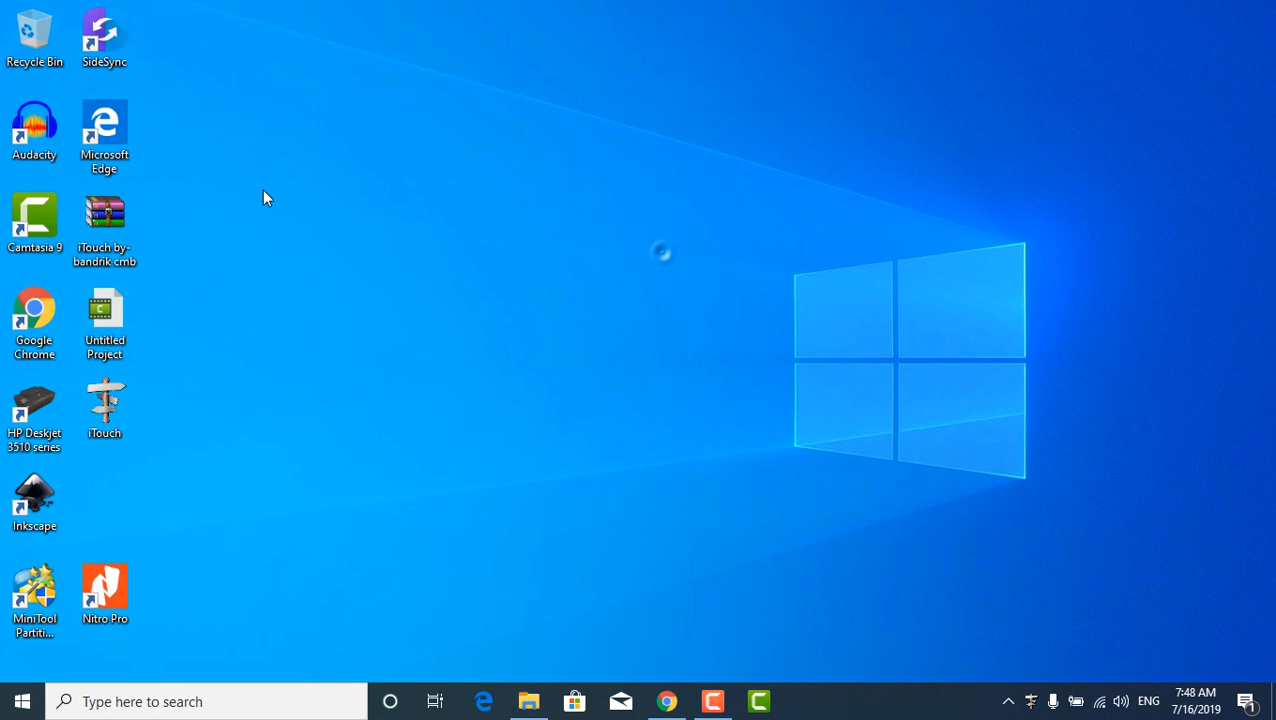 Recycle Bin
SideSync
Audacity
Microsoft
Edge
Camtasia 9
iTouch by-
bandrik cmb
Google
Chrome
Untitled
Project
HP Deskjet
3510 series
iTouch
Inkscape
MiniTool
Partiti...
Nitro Pro
Type here to search
ENG
7:48 AM
7/16/2019
1